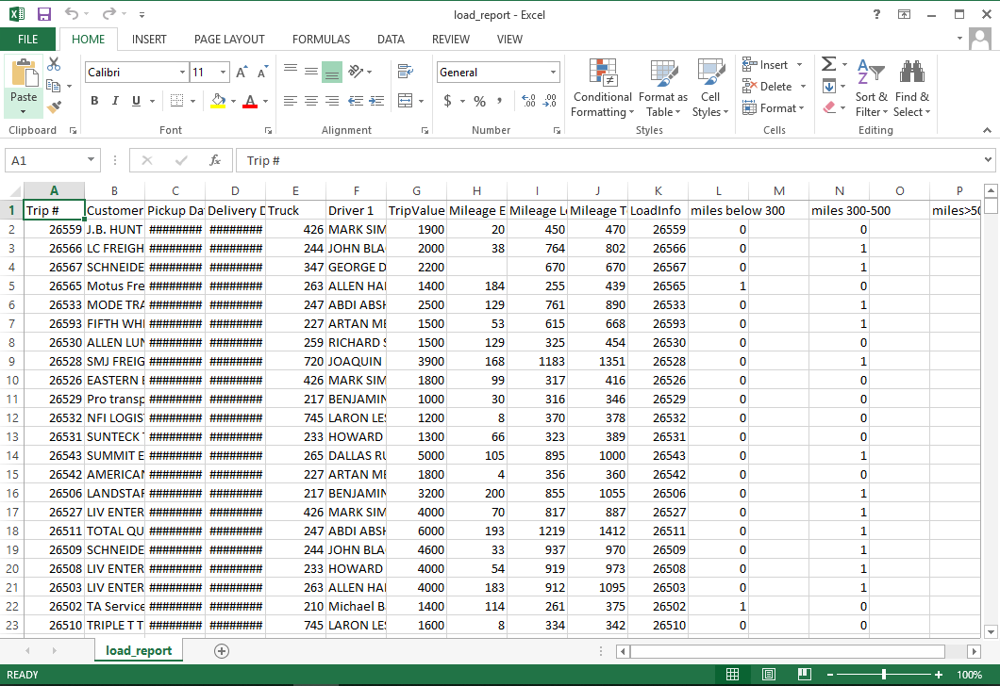 load_report - Excel
FILE HOME INSERT PAGE LAYOUT FORMULAS DATA REVIEW VIEW
Paste
Calibri 11
B I U A
General
$ % ,
Conditional Formatting
Format as Table
Cell Styles
Insert
Delete
Format
Sort & Filter
Find & Select
Clipboard Font Alignment Number Styles Cells Editing
A1 fx Trip #
A B C D E F G H I J K L M N O P
1 Trip # Customer Pickup Da Delivery D Truck Driver 1 TripValue Mileage E Mileage Lo Mileage T LoadInfo miles below 300 miles 300-500 miles>50
2 26559 J.B. HUNT ######## ######## 426 MARK SIM 1900 20 450 470 26559 0 0
3 26566 LC FREIGH ######## ######## 244 JOHN BLA 2000 38 764 802 26566 0 1
4 26567 SCHNEIDE ######## ######## 347 GEORGE D 2200 670 670 26567 0 1
5 26565 Motus Fre ######## ######## 263 ALLEN HAI 1400 184 255 439 26565 1 0
6 26533 MODE TRA ######## ######## 247 ABDI ABSH 2500 129 761 890 26533 0 1
7 26593 FIFTH WHI ######## ######## 227 ARTAN ME 1500 53 615 668 26593 0 1
8 26530 ALLEN LUN ######## ######## 259 RICHARD S 1500 129 325 454 26530 0 0
9 26528 SMJ FREIG ######## ######## 720 JOAQUIN 3900 168 1183 1351 26528 0 1
10 26526 EASTERN E ######## ######## 426 MARK SIM 1800 99 317 416 26526 0 0
11 26529 Pro transp ######## ######## 217 BENJAMIN 1000 30 316 346 26529 0 0
12 26532 NFI LOGIS ######## ######## 745 LARON LES 1200 8 370 378 26532 0 0
13 26531 SUNTECK T ######## ######## 233 HOWARD 1300 66 323 389 26531 0 0
14 26543 SUMMIT E ######## ######## 265 DALLAS RU 5000 105 895 1000 26543 0 1
15 26542 AMERICAN ######## ######## 227 ARTAN ME 1800 4 356 360 26542 0 0
16 26506 LANDSTAR ######## ######## 217 BENJAMIN 3200 200 855 1055 26506 0 1
17 26527 LIV ENTER ######## ######## 426 MARK SIM 4000 70 817 887 26527 0 1
18 26511 TOTAL QU ######## ######## 247 ABDI ABSH 6000 193 1219 1412 26511 0 1
19 26509 SCHNEIDE ######## ######## 244 JOHN BLA 4600 33 937 970 26509 0 1
20 26508 LIV ENTER ######## ######## 233 HOWARD 4000 54 919 973 26508 0 1
21 26503 LIV ENTER ######## ######## 263 ALLEN HAI 4000 183 912 1095 26503 0 1
22 26502 TA Service ######## ######## 210 Michael B 1400 114 261 375 26502 1 0
23 26510 TRIPLE T T ######## ######## 745 LARON LES 1600 8 334 342 26510 0 0
load_report
READY 100%